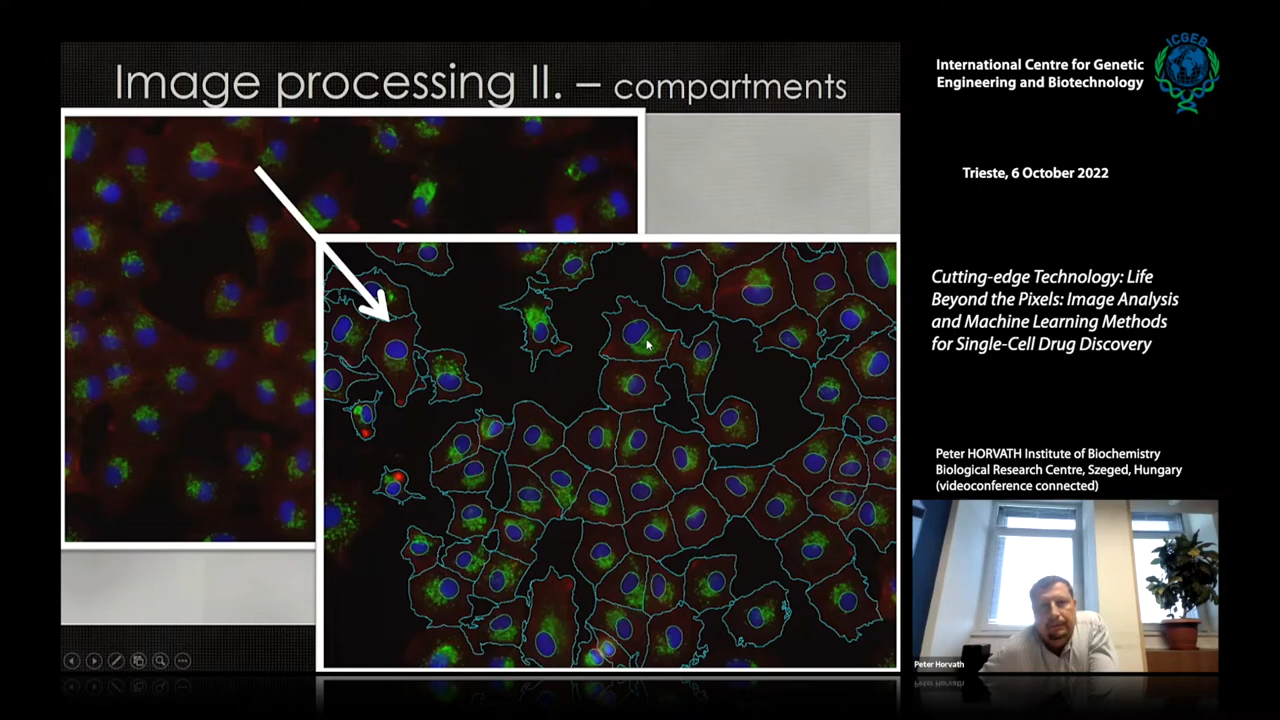 Image processing II. – compartments
ICGEB
International Centre for Genetic
Engineering and Biotechnology
Trieste, 6 October 2022
Cutting-edge Technology: Life
Beyond the Pixels: Image Analysis
and Machine Learning Methods
for Single-Cell Drug Discovery
Peter HORVATH Institute of Biochemistry
Biological Research Centre, Szeged, Hungary
(videoconference connected)
Peter Horvath